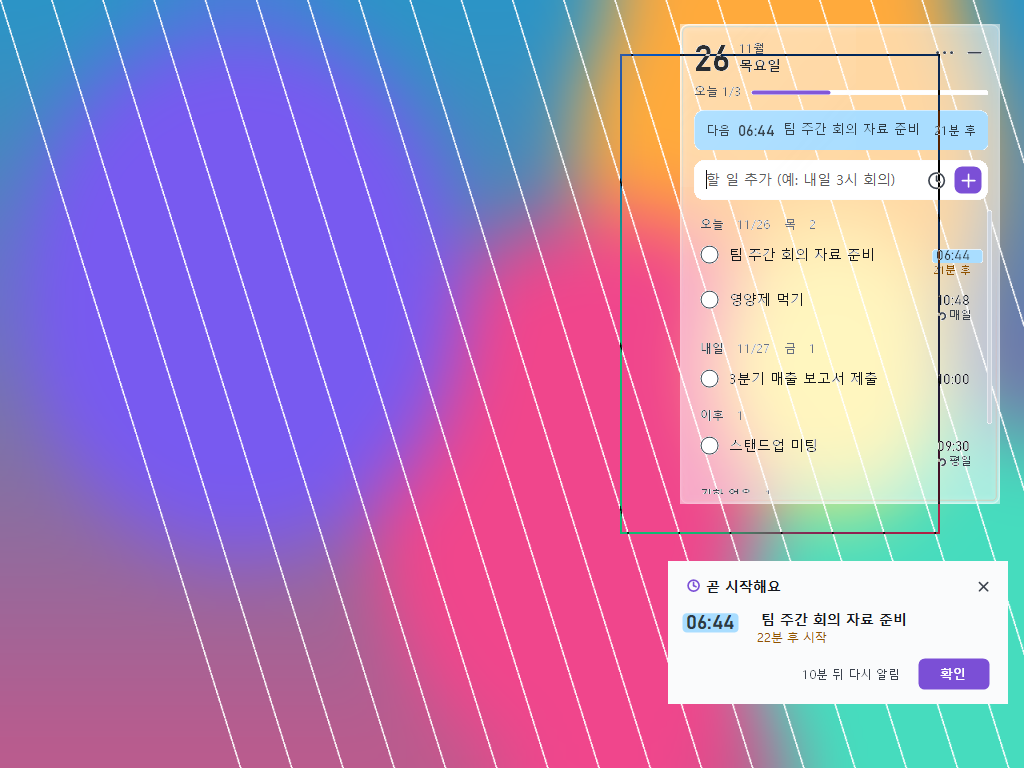 26
11월
목요일
오늘 1/3
다음 06:44 팀 주간 회의 자료 준비 21분 후
할 일 추가 (예: 내일 3시 회의)
오늘 11/26 목 2
팀 주간 회의 자료 준비 06:44
21분 후
영양제 먹기 10:48
매일
내일 11/27 금 1
3분기 매출 보고서 제출 10:00
이후 1
스탠드업 미팅 09:30
평일
곧 시작해요
06:44 팀 주간 회의 자료 준비
22분 후 시작
10분 뒤 다시 알림 확인